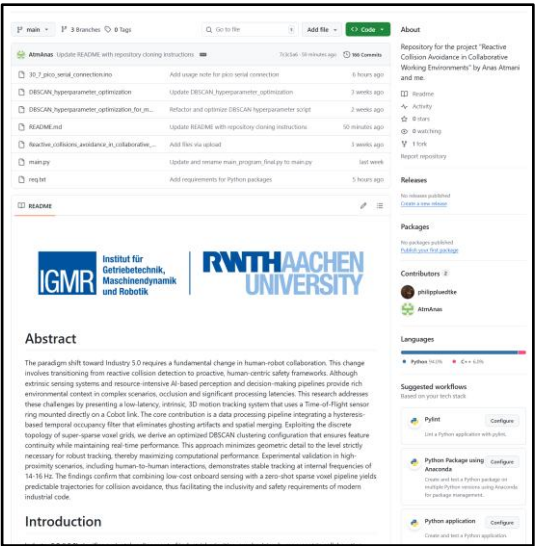 main
3 Branches
0 Tags
Go to file
t
Add file
Code
AtmAnas Update README with repository cloning instructions
50 minutes ago
160 Commits
30_7_pico_serial_connection.ino
Add usage note for pico serial connection
6 hours ago
DBSCAN_hyperparameter_optimization
Update DBSCAN_hyperparameter_optimization
3 weeks ago
DBSCAN_hyperparameter_optimization_for_m...
Refactor and optimize DBSCAN hyperparameter script
2 weeks ago
README.md
Update README with repository cloning instructions
50 minutes ago
Reactive_collisions_avoidance_in_collaborative_...
Add files via upload
3 weeks ago
main.py
Update and rename main_program_final.py to main.py
last week
req.txt
Add requirements for Python packages
5 hours ago
README
IGMR
Institut für
Getriebetechnik,
Maschinendynamik
und Robotik
RWTHAACHEN
UNIVERSITY
Abstract
The paradigm shift toward Industry 5.0 requires a fundamental change in human-robot collaboration. This change
involves transitioning from reactive collision detection to proactive, human-centric safety frameworks. Although
extrinsic sensing systems and resource-intensive AI-based perception and decision-making pipelines provide rich
environmental context in complex scenarios, occlusion and significant processing latencies. This research addresses
these challenges by presenting a low-latency, intrinsic, 3D motion tracking system that uses a Time-of-Flight sensor
ring mounted directly on a Cobot link. The core contribution is a data processing pipeline integrating a hysteresis-
based temporal occupancy filter that eliminates ghosting artifacts and spatial merging. Exploiting the discrete
topology of super-sparse voxel grids, we derive an optimized DBSCAN clustering configuration that ensures feature
continuity while maintaining real-time performance. This approach minimizes geometric detail to the level strictly
necessary for robust tracking, thereby maximizing computational performance. Experimental validation in high-
proximity scenarios, including human-to-human interactions, demonstrates stable tracking at internal frequencies of
14-16 Hz. The findings confirm that combining low-cost onboard sensing with a zero-shot sparse voxel pipeline yields
predictable trajectories for collision avoidance, thus facilitating the inclusivity and safety requirements of modern
industrial code.
Introduction
About
Repository for the project "Reactive
Collision Avoidance in Collaborative
Working Environments" by Anas Atmani
and me.
Readme
Activity
0 stars
0 watching
1 fork
Report repository
Releases
No releases published
Create a new release
Packages
No packages published
Publish your first package
Contributors 2
philippluedtke
AtmAnas
Languages
Python 94.0%
C++ 6.0%
Suggested workflows
Based on your tech stack
Pylint
Configure
Lint a Python application with pylint.
Python Package using
Anaconda
Configure
Create and test a Python package on
multiple Python versions using Anaconda
for package management.
Python application
Configure
Create and test a Python application.